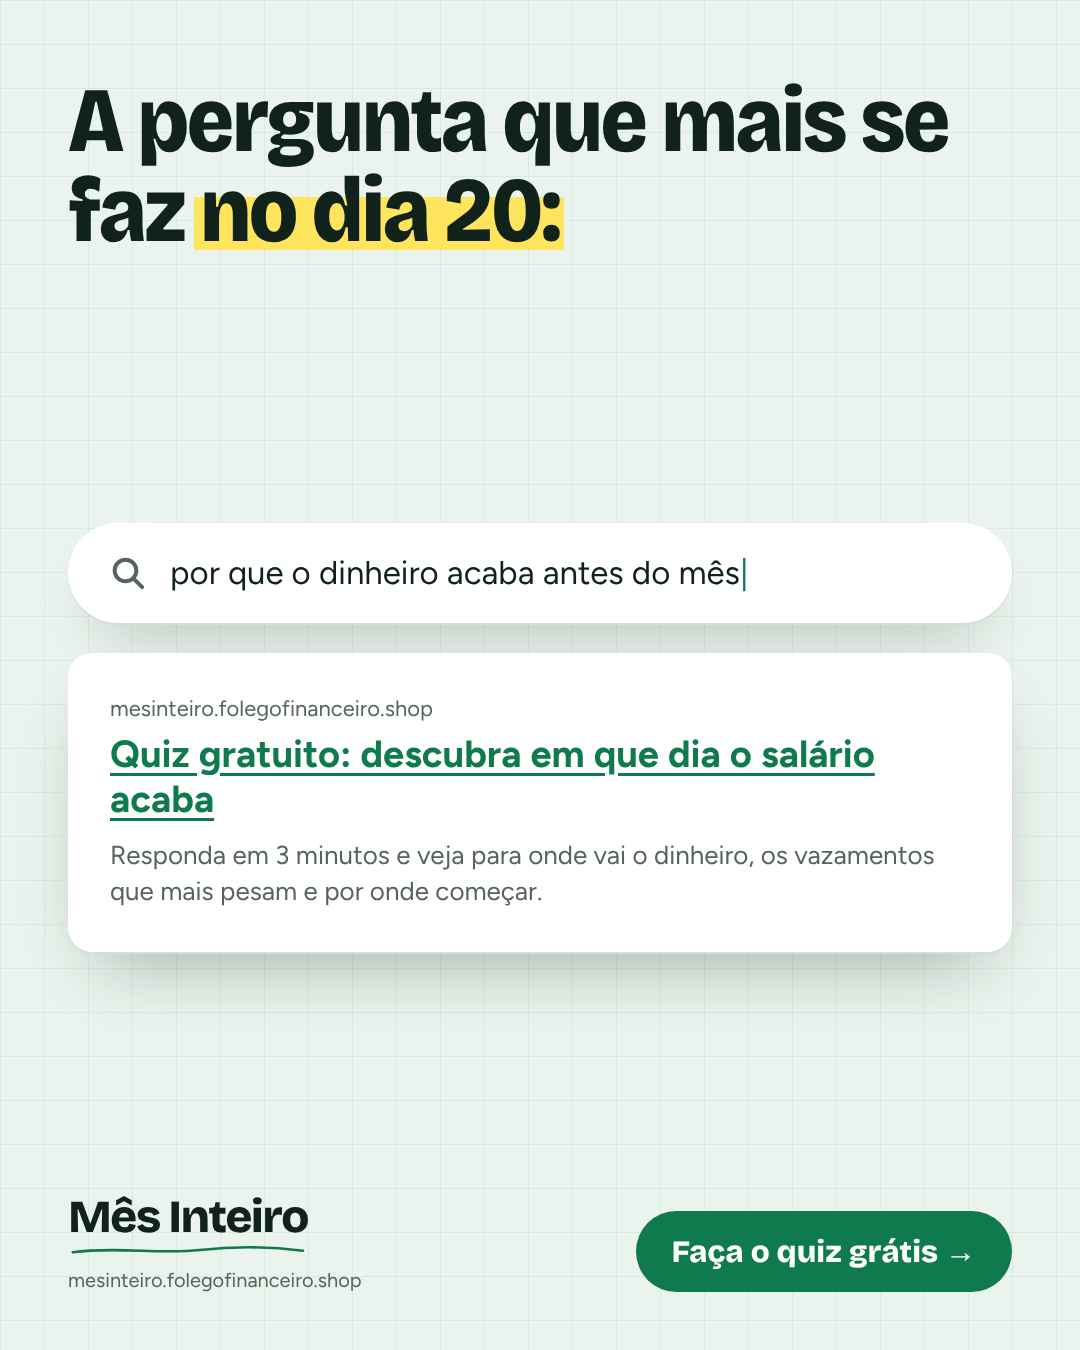 A pergunta que mais se
faz no dia 20:
por que o dinheiro acaba antes do mês
mesinteiro.folegofinanceiro.shop
Quiz gratuito: descubra em que dia o salário
acaba
Responda em 3 minutos e veja para onde vai o dinheiro, os vazamentos
que mais pesam e por onde começar.
Mês Inteiro
mesinteiro.folegofinanceiro.shop
Faça o quiz grátis →